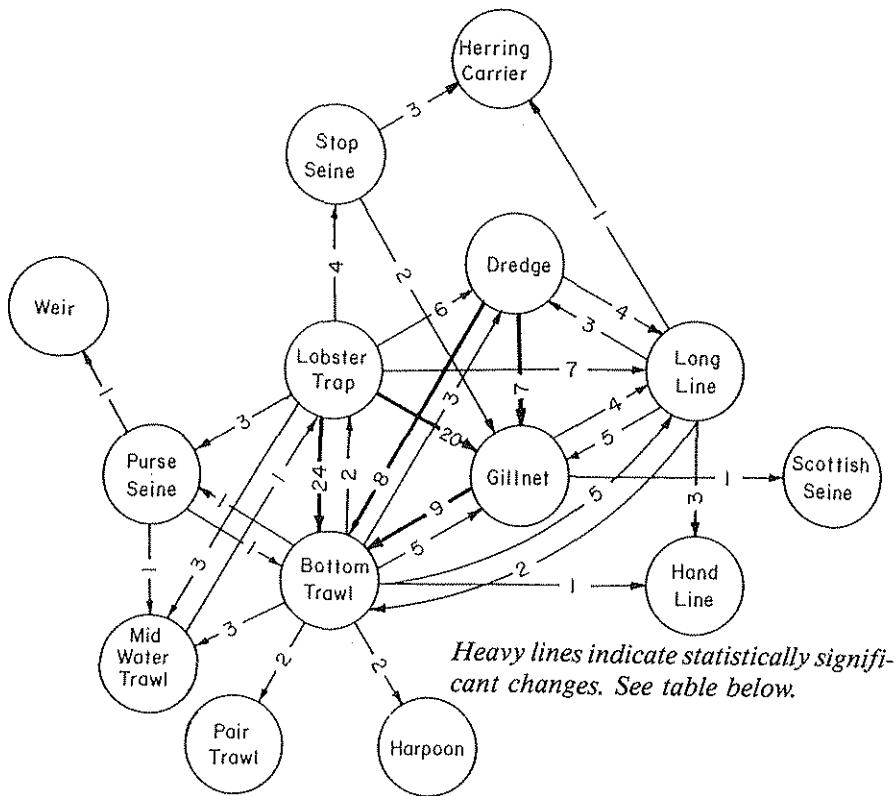 Herring
Carrier
3
Stop
Seine
1
Dredge
4
2
6
4
3
Weir
Lobster
Trap
7
Long
Line
1
3
3
7
4
20
5
Purse
Seine
24
2
8
Gillnet
1
Scottish
Seine
1
9
5
3
1
5
1
3
Bottom
Trawl
2
1
Hand
Line
1
Mid
Water
Trawl
3
2
2
Heavy lines indicate statistically signifi-
cant changes. See table below.
Pair
Trawl
Harpoon